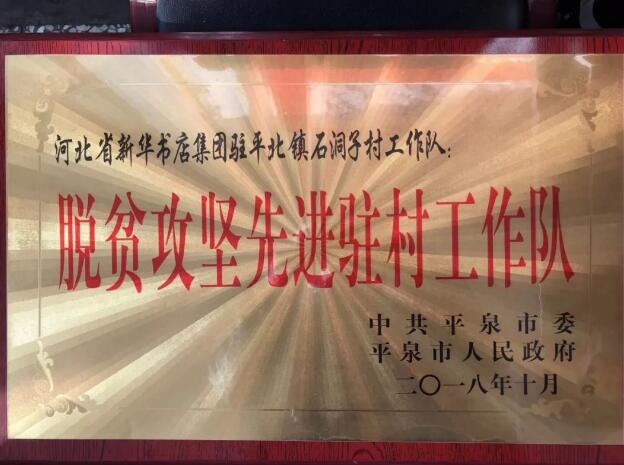 河北省新华书店集团驻平北镇石洞子村工作队：
脱贫攻坚先进驻村工作队
中共平泉市委
平泉市人民政府
二〇一八年十月